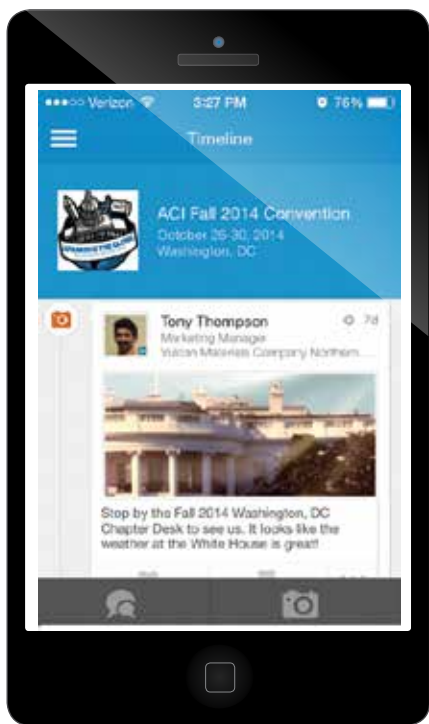 Verizon 3:27 PM 76%
Timeline
ACI Fall 2014 Convention
October 26-30, 2014
Washington, DC
Tony Thompson 7d
Marketing Manager
Vulcan Materials Company Northern...
Stop by the Fall 2014 Washington, DC
Chapter Desk to see us. It looks like the
weather at the White House is great!